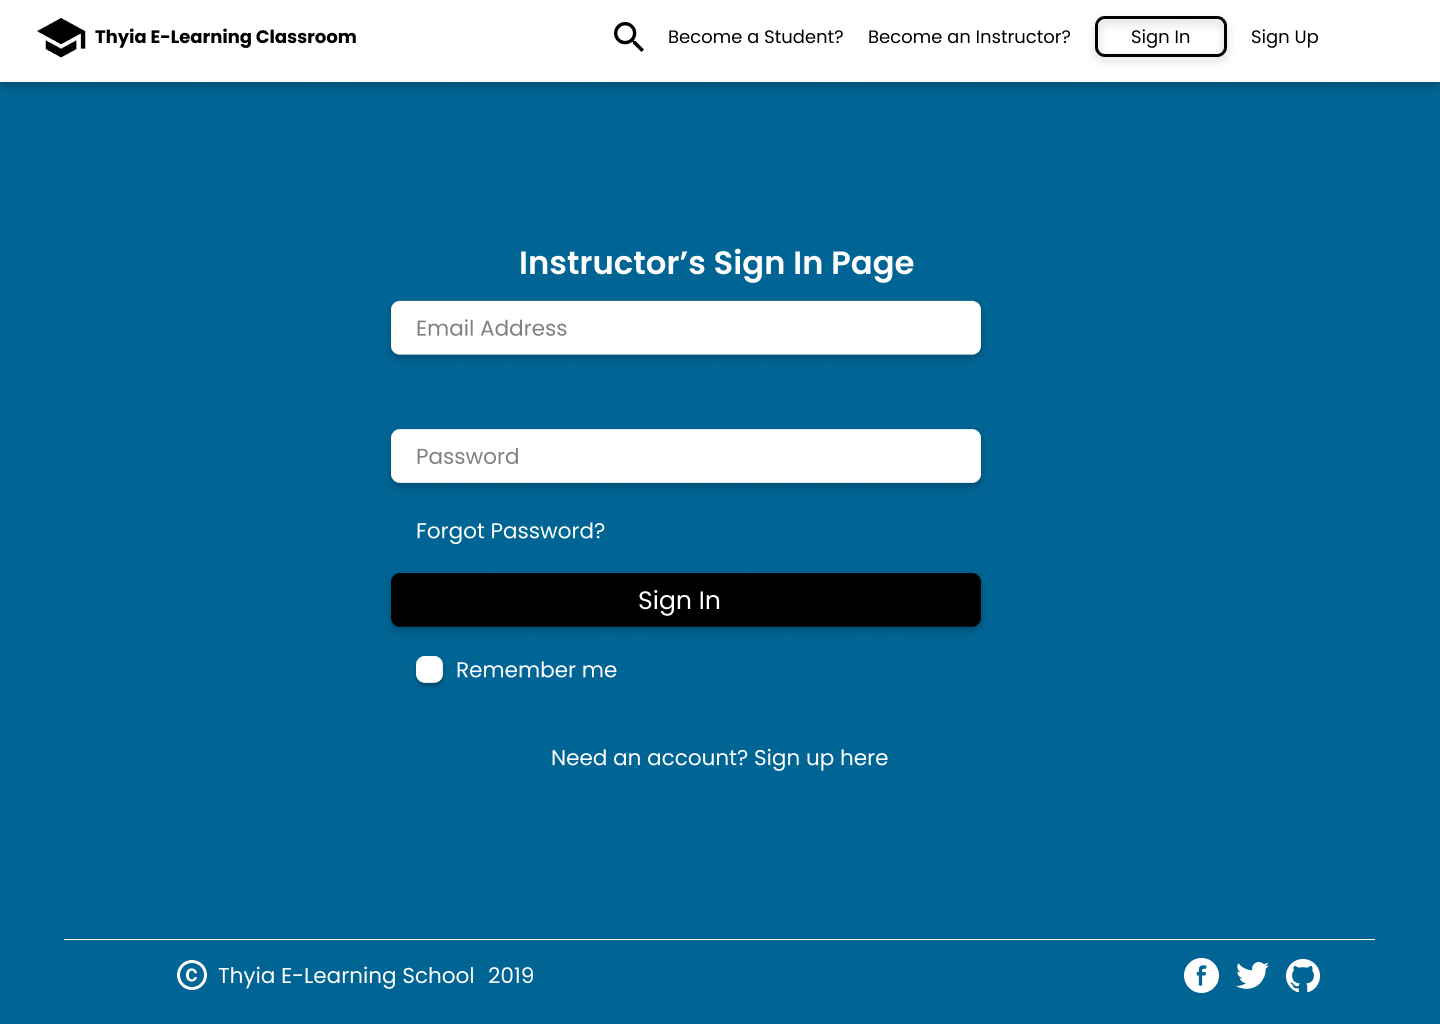 Thyia E-Learning Classroom
Become a Student?
Become an Instructor?
Sign In
Sign Up
Instructor’s Sign In Page
Email Address
Password
Forgot Password?
Sign In
Remember me
Need an account? Sign up here
© Thyia E-Learning School 2019